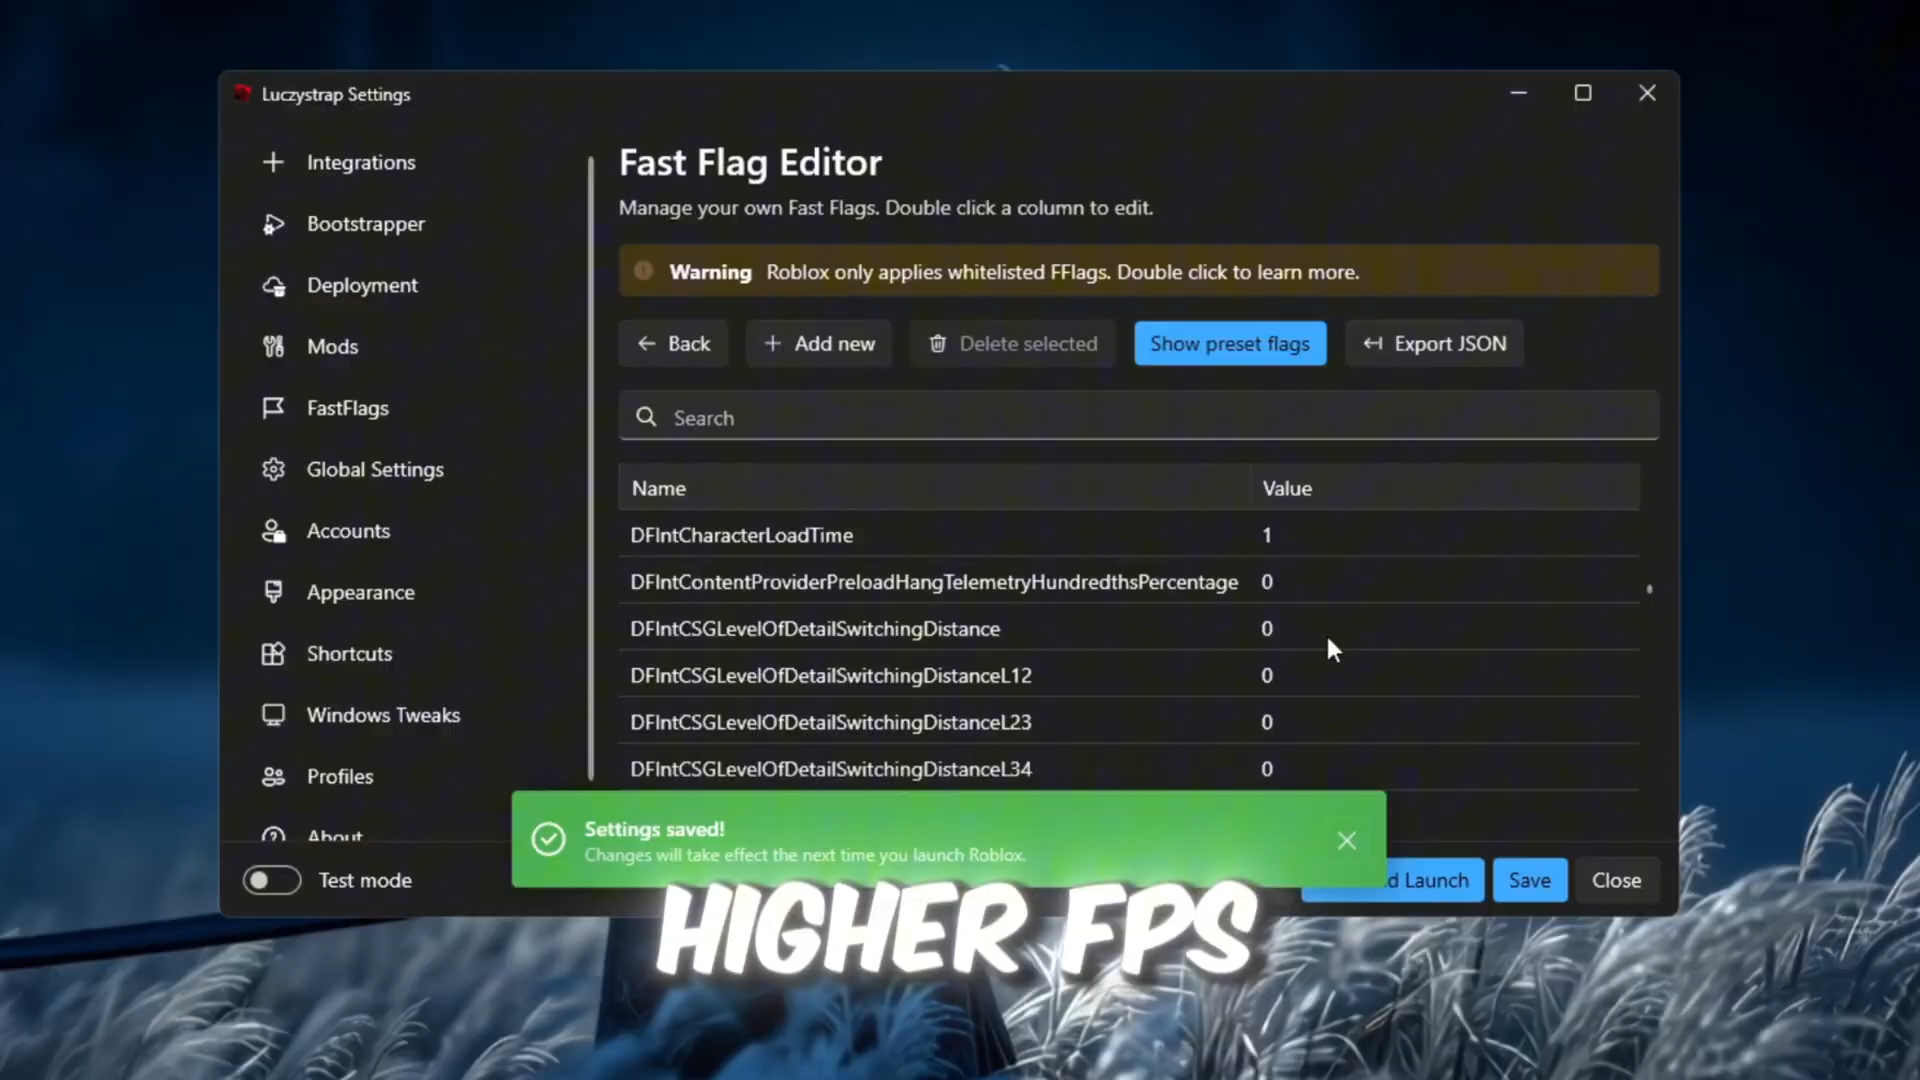 Luczystrap Settings
Integrations
Bootstrapper
Deployment
Mods
FastFlags
Global Settings
Accounts
Appearance
Shortcuts
Windows Tweaks
Profiles
About
Test mode
Fast Flag Editor
Manage your own Fast Flags. Double click a column to edit.
Warning Roblox only applies whitelisted FFlags. Double click to learn more.
Back Add new Delete selected Show preset flags Export JSON
Search
Name Value
DFIntCharacterLoadTime 1
DFIntContentProviderPreloadHangTelemetryHundredthsPercentage 0
DFIntCSGLevelOfDetailSwitchingDistance 0
DFIntCSGLevelOfDetailSwitchingDistanceL12 0
DFIntCSGLevelOfDetailSwitchingDistanceL23 0
DFIntCSGLevelOfDetailSwitchingDistanceL34 0
Settings saved!
Changes will take effect the next time you launch Roblox.
Launch Save Close
HIGHER FPS